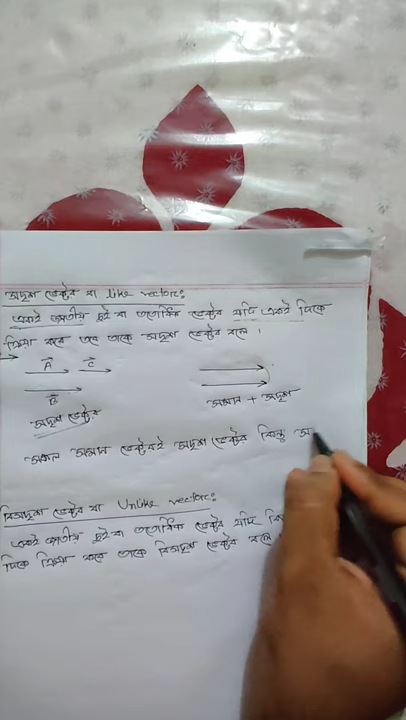 সদৃশ ভেক্টর বা Like vector:
একই জাতীয় দুই বা ততোধিক ভেক্টর যদি একই দিকে
ক্রিয়া করে তবে তাকে সদৃশ ভেক্টর বলে ।
A C
B
সমান + সদৃশ
সদৃশ ভেক্টর
সকল সমান ভেক্টরই সদৃশ ভেক্টর কিন্তু স
বিসদৃশ ভেক্টর বা Unlike vector:
একই জাতীয় দুই বা ততোধিক ভেক্টর যদি
দিকে ক্রিয়া করে তাকে বিসদৃশ ভেক্টর বলে